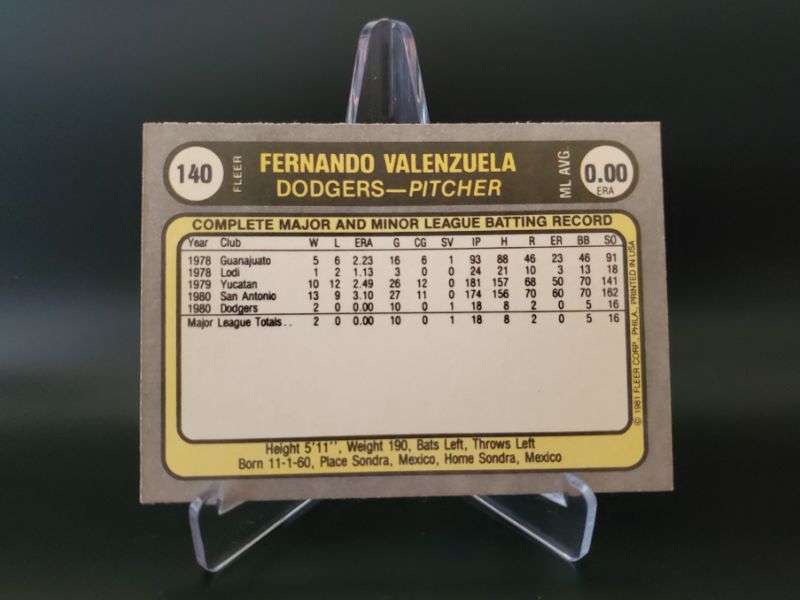 140 FLEER FERNANDO VALENZUELA ML AVG. 0.00
DODGERS—PITCHER ERA
COMPLETE MAJOR AND MINOR LEAGUE BATTING RECORD
Year Club W L ERA G CG SV IP H R ER BB SO
1978 Guanajuato 5 6 2.23 16 6 1 93 88 46 23 46 91
1978 Lodi 1 2 1.13 3 0 0 24 21 10 3 13 18
1979 Yucatan 10 12 2.49 26 12 0 181 157 68 50 70 141
1980 San Antonio 13 9 3.10 27 11 0 174 156 70 60 70 162
1980 Dodgers 2 0 0.00 10 0 1 18 8 2 0 5 16
Major League Totals . . 2 0 0.00 10 0 1 18 8 2 0 5 16
© 1981 FLEER CORP., PHILA. PRINTED IN USA
Height 5'11'', Weight 190, Bats Left, Throws Left
Born 11-1-60, Place Sondra, Mexico, Home Sondra, Mexico